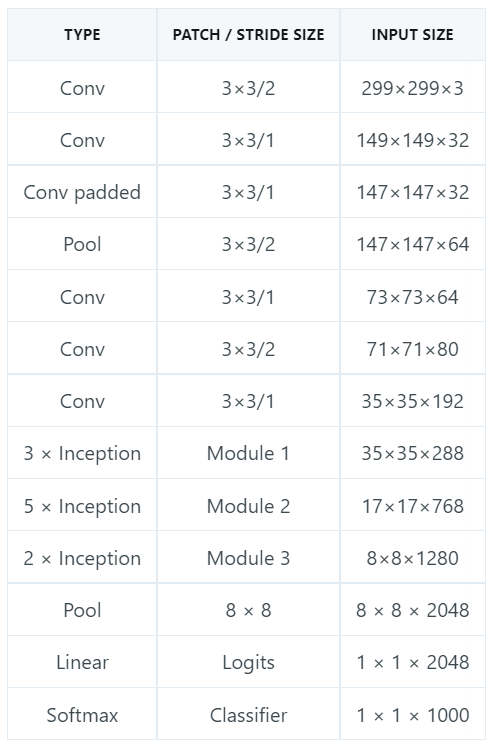 TYPE PATCH / STRIDE SIZE INPUT SIZE
Conv 3×3/2 299×299×3
Conv 3×3/1 149×149×32
Conv padded 3×3/1 147×147×32
Pool 3×3/2 147×147×64
Conv 3×3/1 73×73×64
Conv 3×3/2 71×71×80
Conv 3×3/1 35×35×192
3 × Inception Module 1 35×35×288
5 × Inception Module 2 17×17×768
2 × Inception Module 3 8×8×1280
Pool 8 × 8 8 × 8 × 2048
Linear Logits 1 × 1 × 2048
Softmax Classifier 1 × 1 × 1000